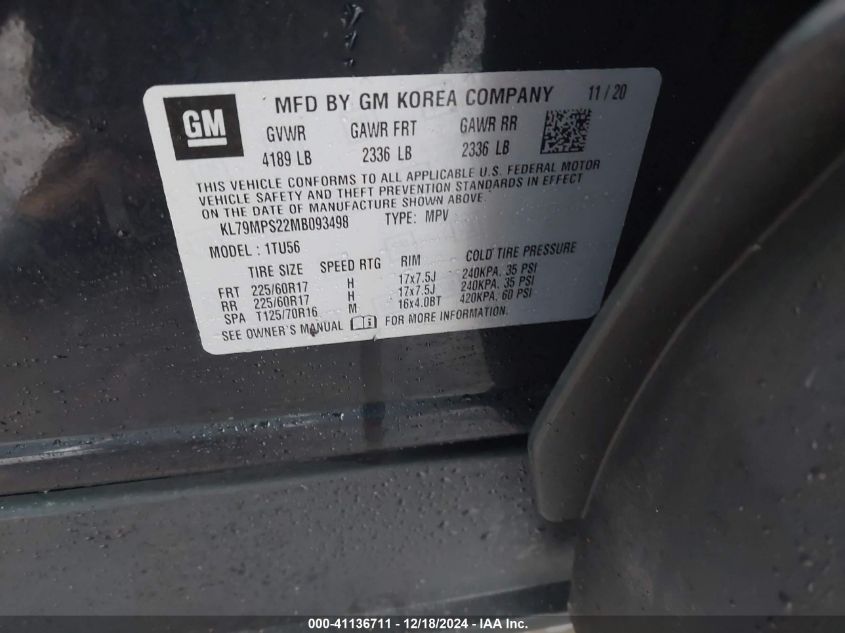 GM
MFD BY GM KOREA COMPANY 11 / 20
GVWR GAWR FRT GAWR RR
4189 LB 2336 LB 2336 LB
THIS VEHICLE CONFORMS TO ALL APPLICABLE U.S. FEDERAL MOTOR
VEHICLE SAFETY AND THEFT PREVENTION STANDARDS IN EFFECT
ON THE DATE OF MANUFACTURE SHOWN ABOVE.
KL79MPS22MB093498 TYPE: MPV
MODEL: 1TU56
TIRE SIZE SPEED RTG RIM COLD TIRE PRESSURE
FRT 225/60R17 H 17x7.5J 240KPA, 35 PSI
RR 225/60R17 H 17x7.5J 240KPA, 35 PSI
SPA T125/70R16 M 16x4.0BT 420KPA, 60 PSI
SEE OWNER'S MANUAL FOR MORE INFORMATION.
000-41136711 - 12/18/2024 - IAA Inc.